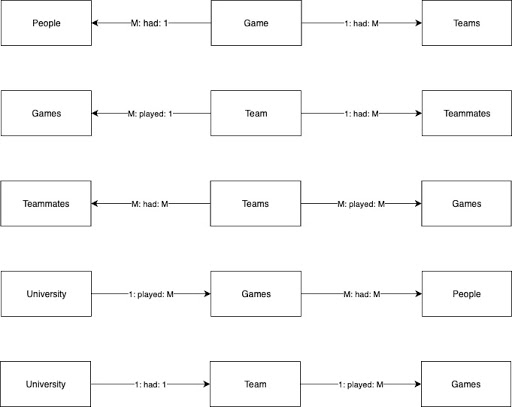 People M: had: 1 Game 1: had: M Teams
Games M: played: 1 Team 1: had: M Teammates
Teammates M: had: M Teams M: played: M Games
University 1: played: M Games M: had: M People
University 1: had: 1 Team 1: played: M Games